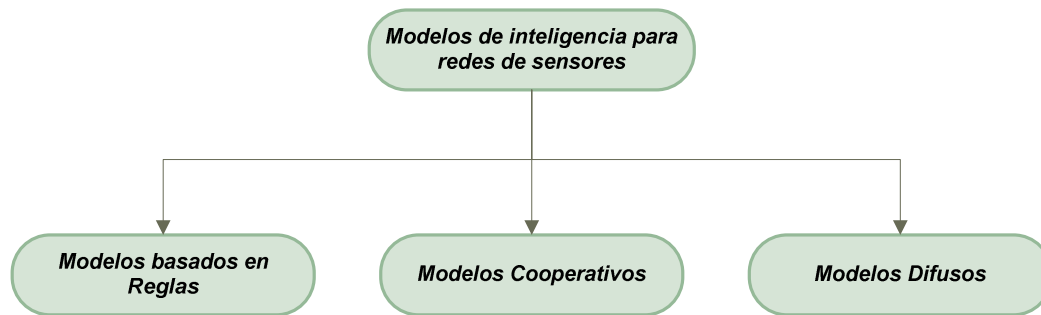 Modelos de inteligencia para
redes de sensores
Modelos basados en
Reglas
Modelos Cooperativos
Modelos Difusos